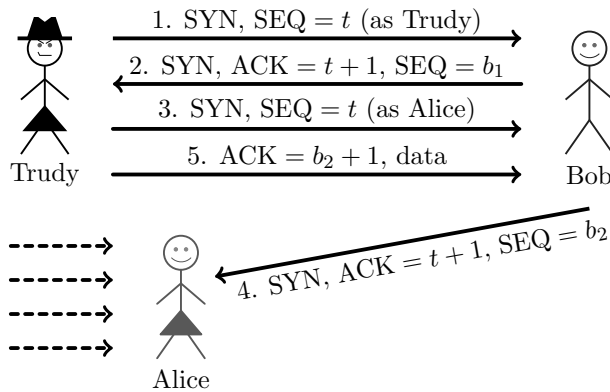 1. SYN, SEQ = t (as Trudy)
2. SYN, ACK = t + 1, SEQ = b₁
3. SYN, SEQ = t (as Alice)
5. ACK = b₂ + 1, data
Trudy
Bob
4. SYN, ACK = t + 1, SEQ = b₂
Alice